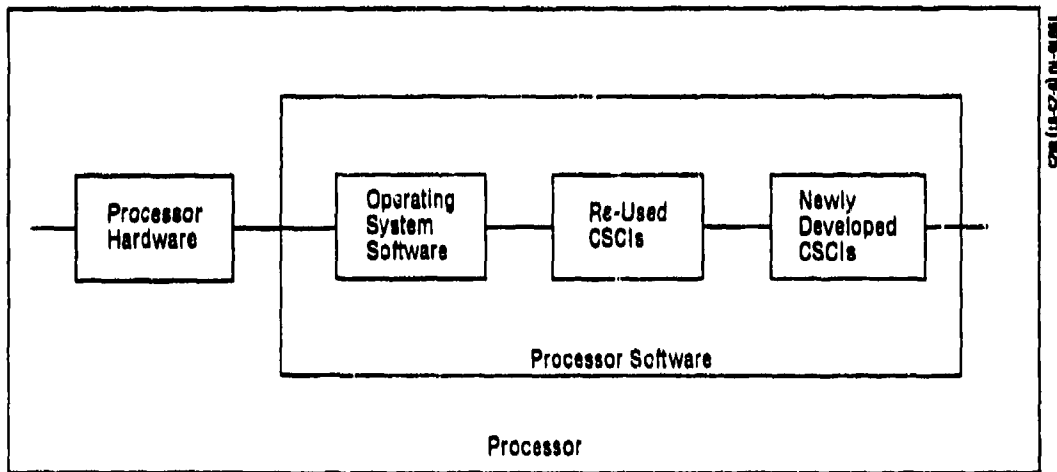 Processor
Hardware
Operating
System
Software
Re-Used
CSCIs
Newly
Developed
CSCIs
Processor Software
Processor